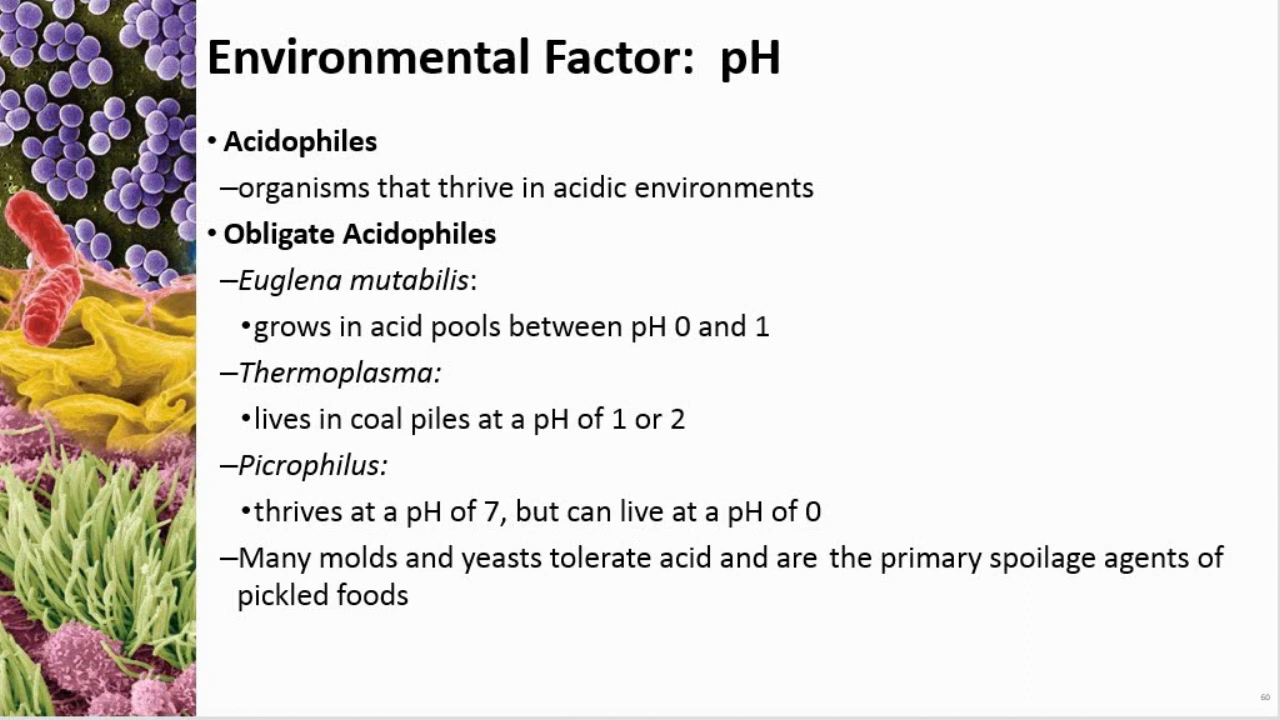 Environmental Factor: pH
• Acidophiles
–organisms that thrive in acidic environments
• Obligate Acidophiles
–Euglena mutabilis:
•grows in acid pools between pH 0 and 1
–Thermoplasma:
•lives in coal piles at a pH of 1 or 2
–Picrophilus:
•thrives at a pH of 7, but can live at a pH of 0
–Many molds and yeasts tolerate acid and are the primary spoilage agents of
pickled foods
60